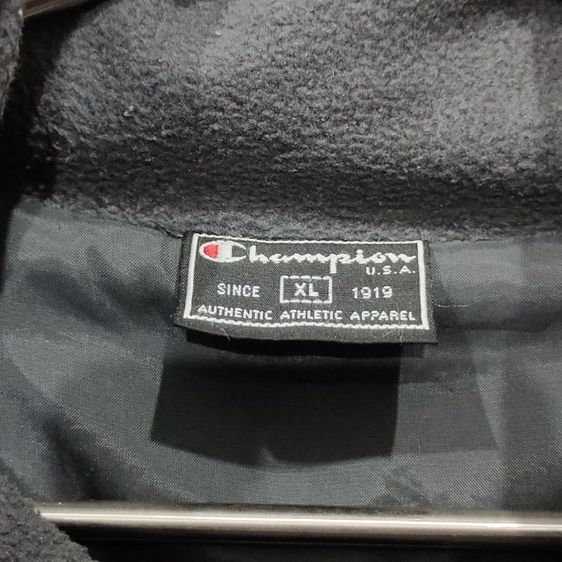 Champion
U.S.A.
SINCE XL 1919
AUTHENTIC ATHLETIC APPAREL